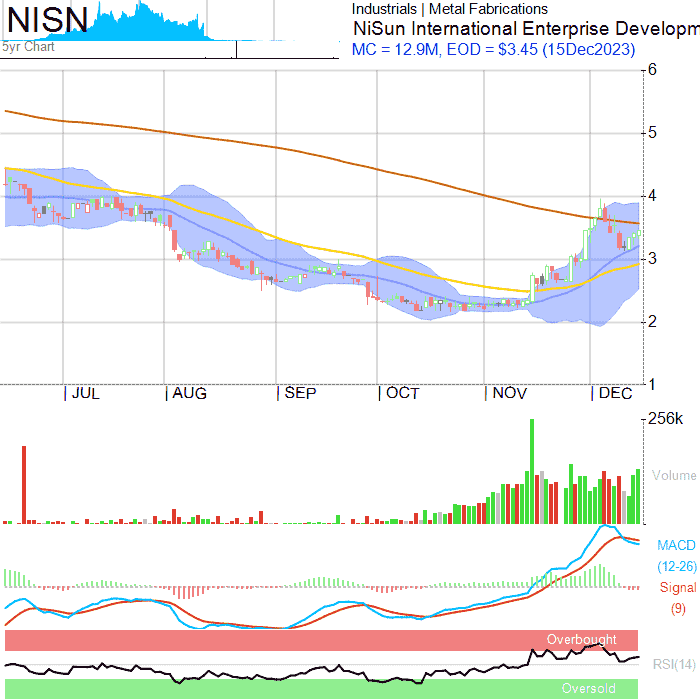 NISN
5yr Chart
Industrials | Metal Fabrications
NiSun International Enterprise Developm
MC = 12.9M, EOD = $3.45 (15Dec2023)
6
5
4
3
2
1
JUL AUG SEP OCT NOV DEC
256k
Volume
MACD
(12-26)
Signal
(9)
Overbought
RSI(14)
Oversold